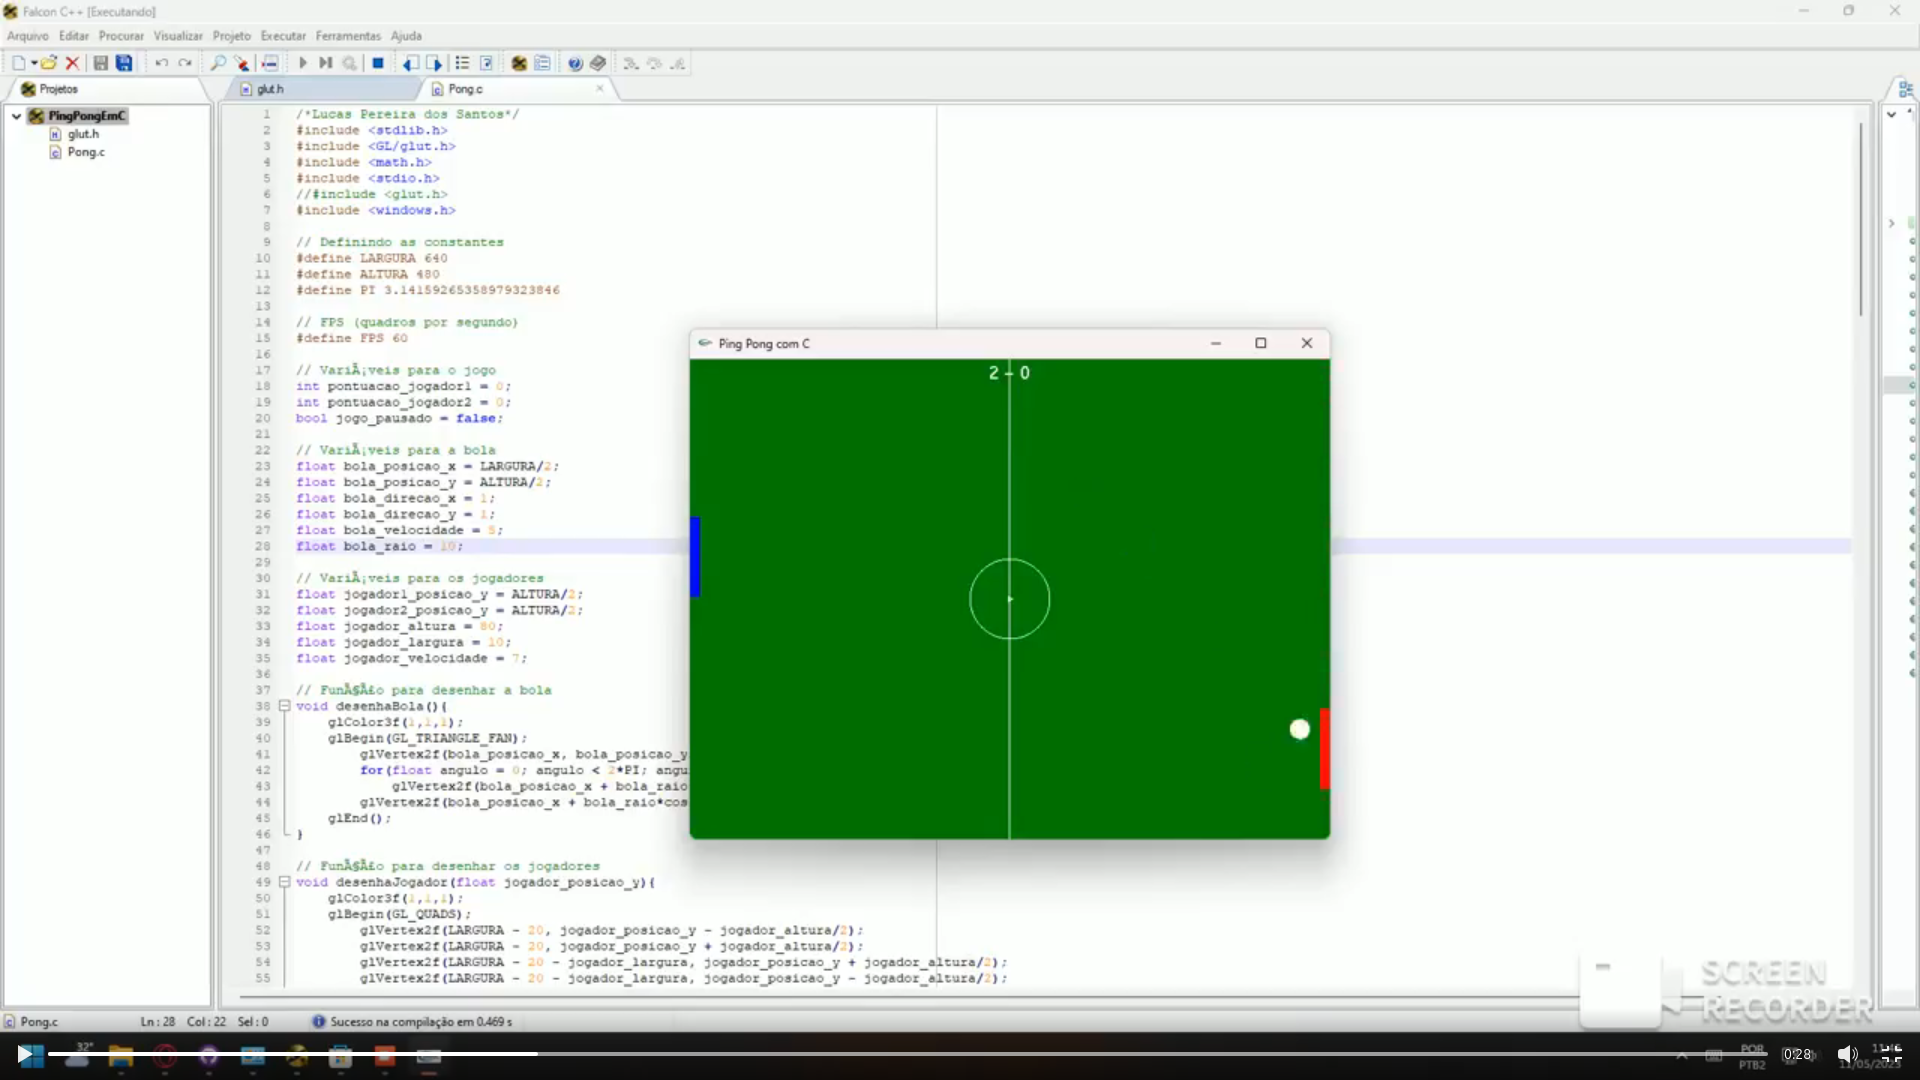 Falcon C++ [Executando]
Arquivo Editar Procurar Visualizar Projeto Executar Ferramentas Ajuda
Projetos
glut.h
Pong.c
PingPongEmC
glut.h
Pong.c
1 /*Lucas Pereira dos Santos*/
2 #include <stdlib.h>
3 #include <GL/glut.h>
4 #include <math.h>
5 #include <stdio.h>
6 //#include <glut.h>
7 #include <windows.h>
8
9 // Definindo as constantes
10 #define LARGURA 640
11 #define ALTURA 480
12 #define PI 3.14159265358979323846
13
14 // FPS (quadros por segundo)
15 #define FPS 60
16
17 // VariÃ¡veis para o jogo
18 int pontuacao_jogador1 = 0;
19 int pontuacao_jogador2 = 0;
20 bool jogo_pausado = false;
21
22 // VariÃ¡veis para a bola
23 float bola_posicao_x = LARGURA/2;
24 float bola_posicao_y = ALTURA/2;
25 float bola_direcao_x = 1;
26 float bola_direcao_y = 1;
27 float bola_velocidade = 5;
28 float bola_raio = 10;
29
30 // VariÃ¡veis para os jogadores
31 float jogador1_posicao_y = ALTURA/2;
32 float jogador2_posicao_y = ALTURA/2;
33 float jogador_altura = 80;
34 float jogador_largura = 10;
35 float jogador_velocidade = 7;
36
37 // FunÃ§Ã£o para desenhar a bola
38 void desenhaBola(){
39 glColor3f(1,1,1);
40 glBegin(GL_TRIANGLE_FAN);
41 glVertex2f(bola_posicao_x, bola_posicao_y
42 for(float angulo = 0; angulo < 2*PI; angu
43 glVertex2f(bola_posicao_x + bola_raio
44 glVertex2f(bola_posicao_x + bola_raio*cos
45 glEnd();
46 }
47
48 // FunÃ§Ã£o para desenhar os jogadores
49 void desenhaJogador(float jogador_posicao_y){
50 glColor3f(1,1,1);
51 glBegin(GL_QUADS);
52 glVertex2f(LARGURA - 20, jogador_posicao_y - jogador_altura/2);
53 glVertex2f(LARGURA - 20, jogador_posicao_y + jogador_altura/2);
54 glVertex2f(LARGURA - 20 - jogador_largura, jogador_posicao_y + jogador_altura/2);
55 glVertex2f(LARGURA - 20 - jogador_largura, jogador_posicao_y - jogador_altura/2);
Ping Pong com C
2 - 0
SCREEN
RECORDER
Pong.c Ln : 28 Col : 22 Sel : 0 Sucesso na compilação em 0.469 s
32°
POR
PTB2
0:28